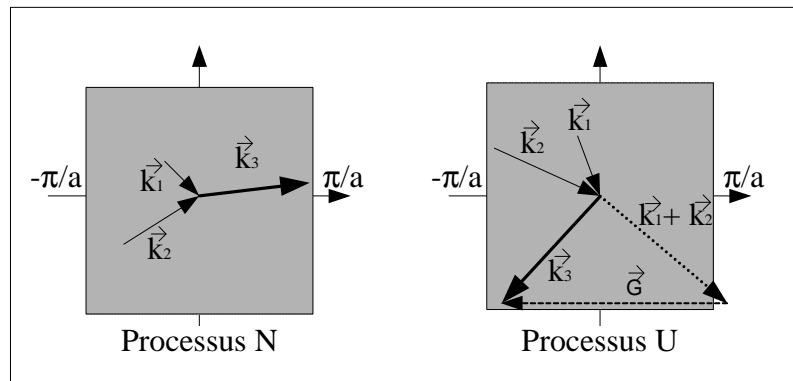 k⃗1
k⃗2
k⃗3
-π/a
π/a
Processus N
k⃗1
k⃗2
k⃗3
k⃗1+ k⃗2
G⃗
-π/a
π/a
Processus U